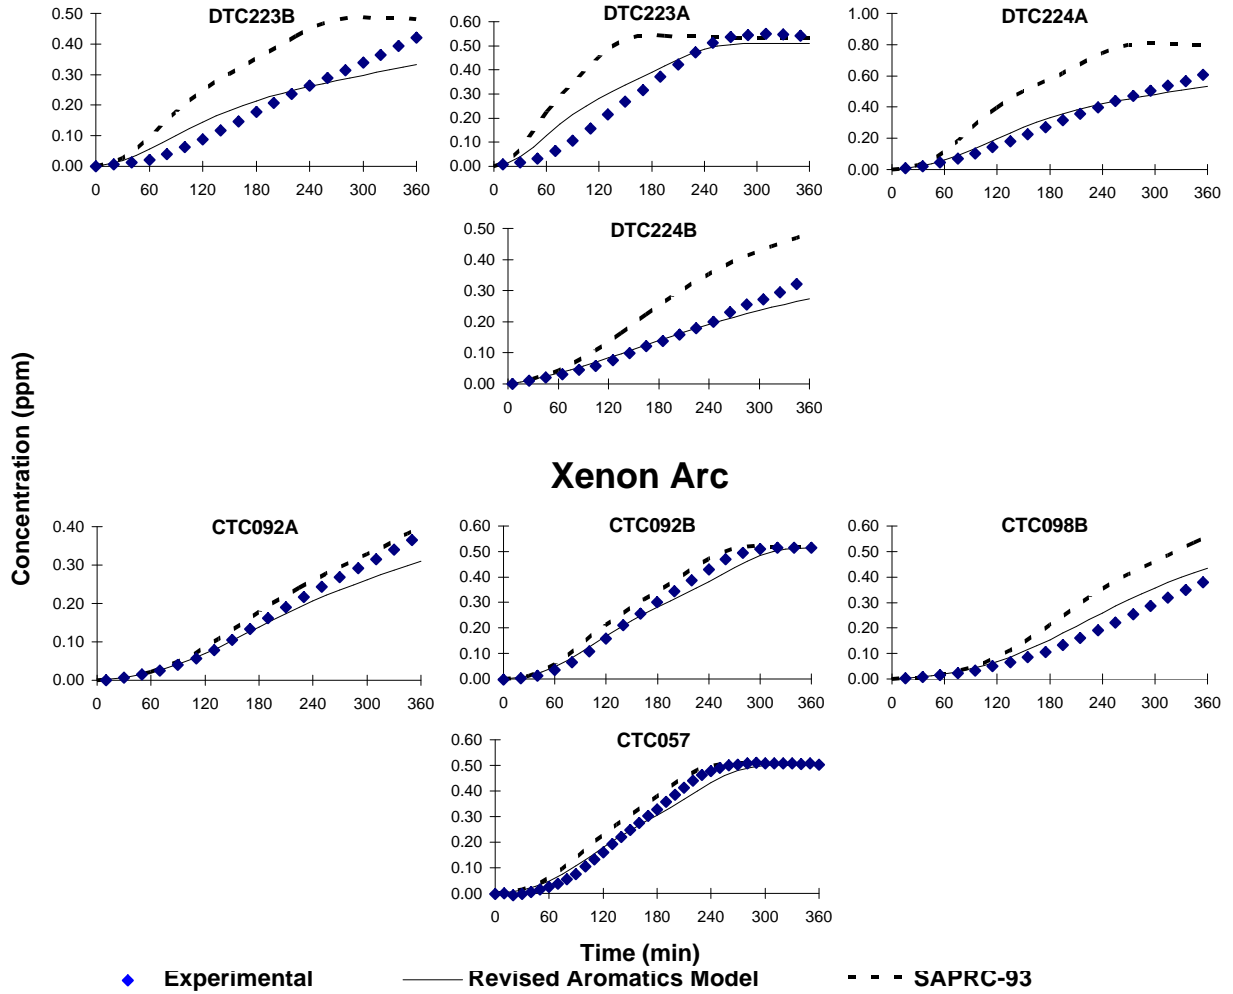 DTC223B
0.50
0.40
0.30
0.20
0.10
0.00
0 60 120 180 240 300 360
DTC223A
0.60
0.50
0.40
0.30
0.20
0.10
0.00
0 60 120 180 240 300 360
DTC224A
1.00
0.80
0.60
0.40
0.20
0.00
0 60 120 180 240 300 360
DTC224B
0.50
0.40
0.30
0.20
0.10
0.00
0 60 120 180 240 300 360
Concentration (ppm)
Xenon Arc
CTC092A
0.40
0.30
0.20
0.10
0.00
0 60 120 180 240 300 360
CTC092B
0.60
0.50
0.40
0.30
0.20
0.10
0.00
0 60 120 180 240 300 360
CTC098B
0.60
0.50
0.40
0.30
0.20
0.10
0.00
0 60 120 180 240 300 360
CTC057
0.60
0.50
0.40
0.30
0.20
0.10
0.00
0 60 120 180 240 300 360
Time (min)
Experimental Revised Aromatics Model SAPRC-93